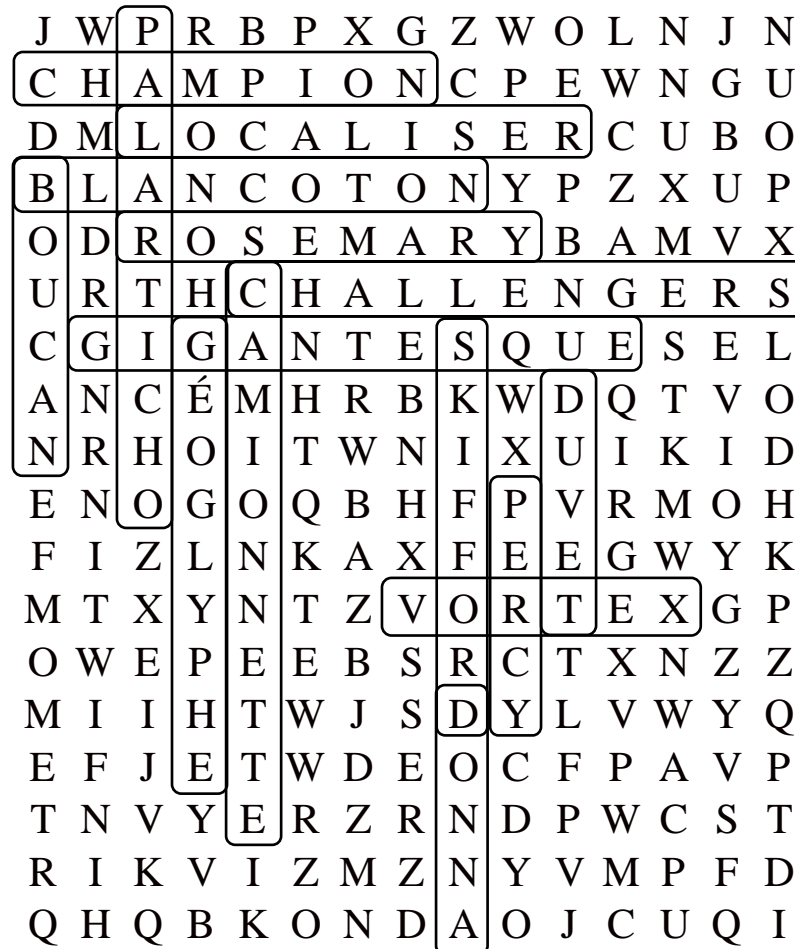 J W P R B P X G Z W O L N J N
C H A M P I O N C P E W N G U
D M L O C A L I S E R C U B O
B L A N C O T O N Y P Z X U P
O D R O S E M A R Y B A M V X
U R T H C H A L L E N G E R S
C G I G A N T E S Q U E S E L
A N C É M H R B K W D Q T V O
N R H O I T W N I X U I K I D
E N O G O Q B H F P V R M O H
F I Z L N K A X F E E G W Y K
M T X Y N T Z V O R T E X G P
O W E P E E B S R C T X N Z Z
M I I H T W J S D Y L V W Y Q
E F J E T W D E O C F P A V P
T N V Y E R Z R N D P W C S T
R I K V I Z M Z N Y V M P F D
Q H Q B K O N D A O J C U Q I